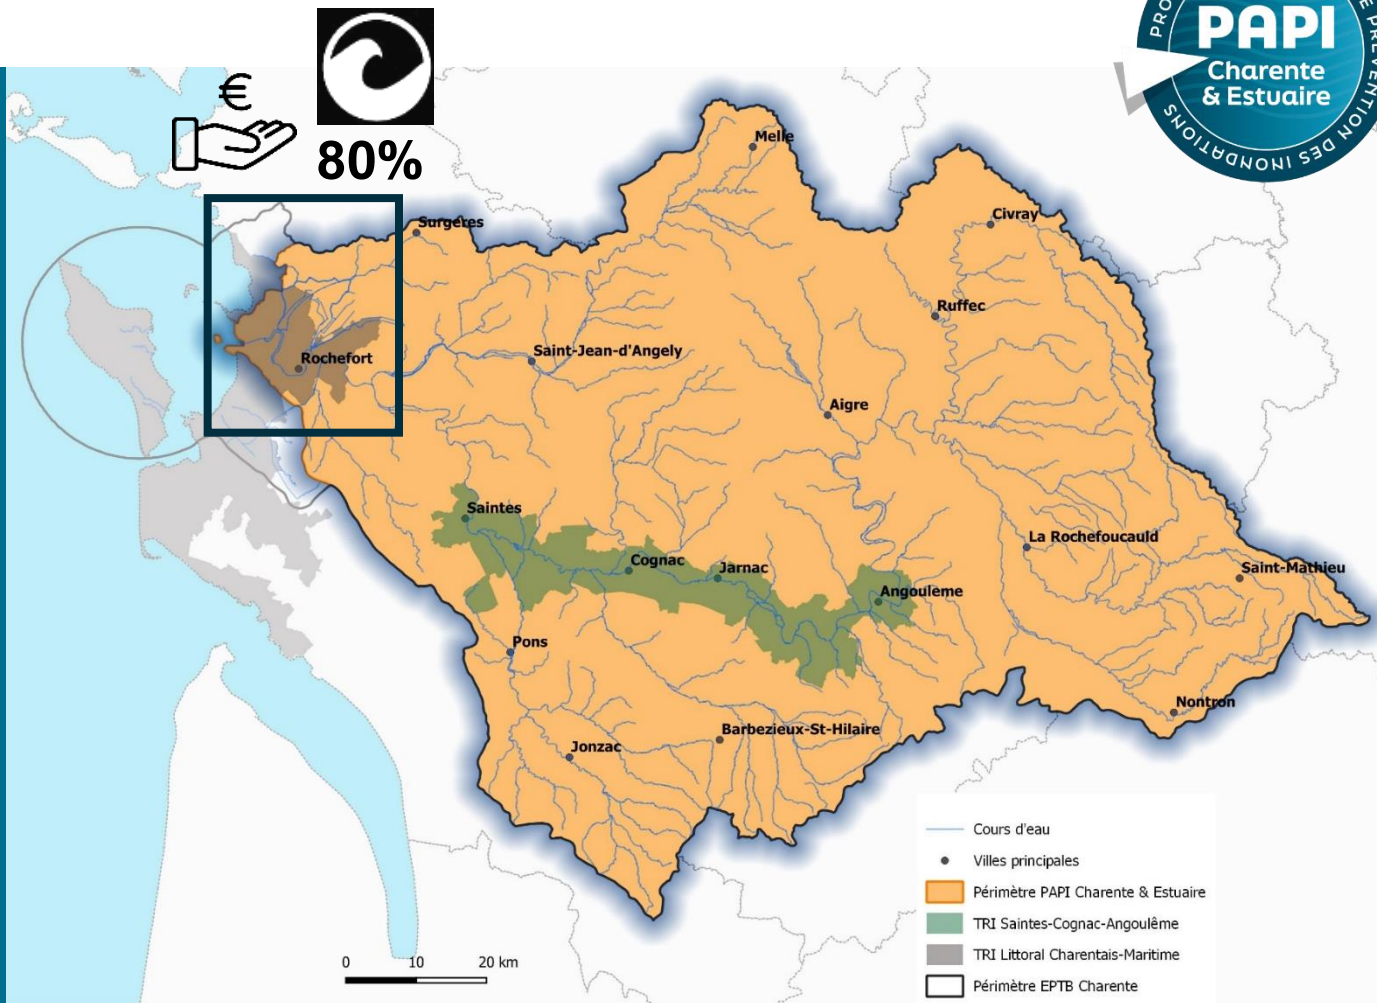 €
80%
PRO
E PRÉVENTION DES INONDATIONS
PAPI
Charente
& Estuaire
Melle
Surgères
Civray
Ruffec
Rochefort
Saint-Jean-d'Angely
Aigre
Saintes
La Rochefoucauld
Cognac
Jarnac
Saint-Mathieu
Angouleme
Pons
Nontron
Barbezieux-St-Hilaire
Jonzac
Cours d'eau
Villes principales
Périmètre PAPI Charente & Estuaire
TRI Saintes-Cognac-Angoulême
TRI Littoral Charentais-Maritime
Périmètre EPTB Charente
0 10 20 km